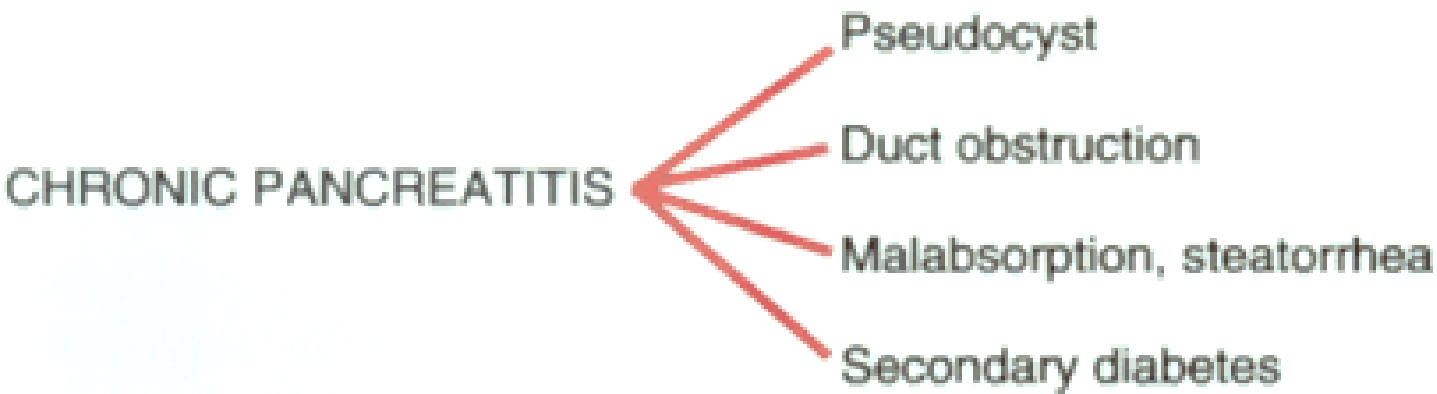 Pseudocyst
Duct obstruction
CHRONIC PANCREATITIS
Malabsorption, steatorrhea
Secondary diabetes